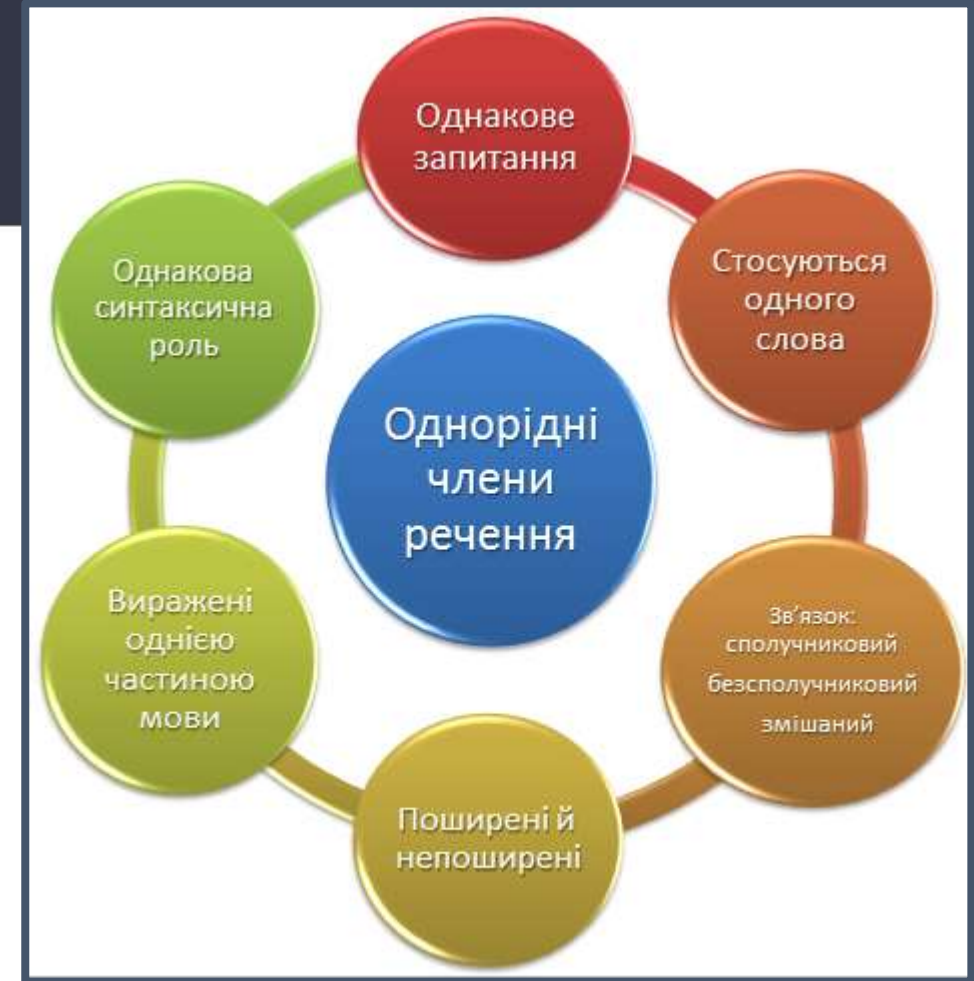 Однакове
запитання
Стосуються
одного
слова
Зв'язок:
сполучниковий
безсполучниковий
змішаний
Поширені й
непоширені
Виражені
однією
частиною
мови
Однакова
синтаксична
роль
Однорідні
члени
речення